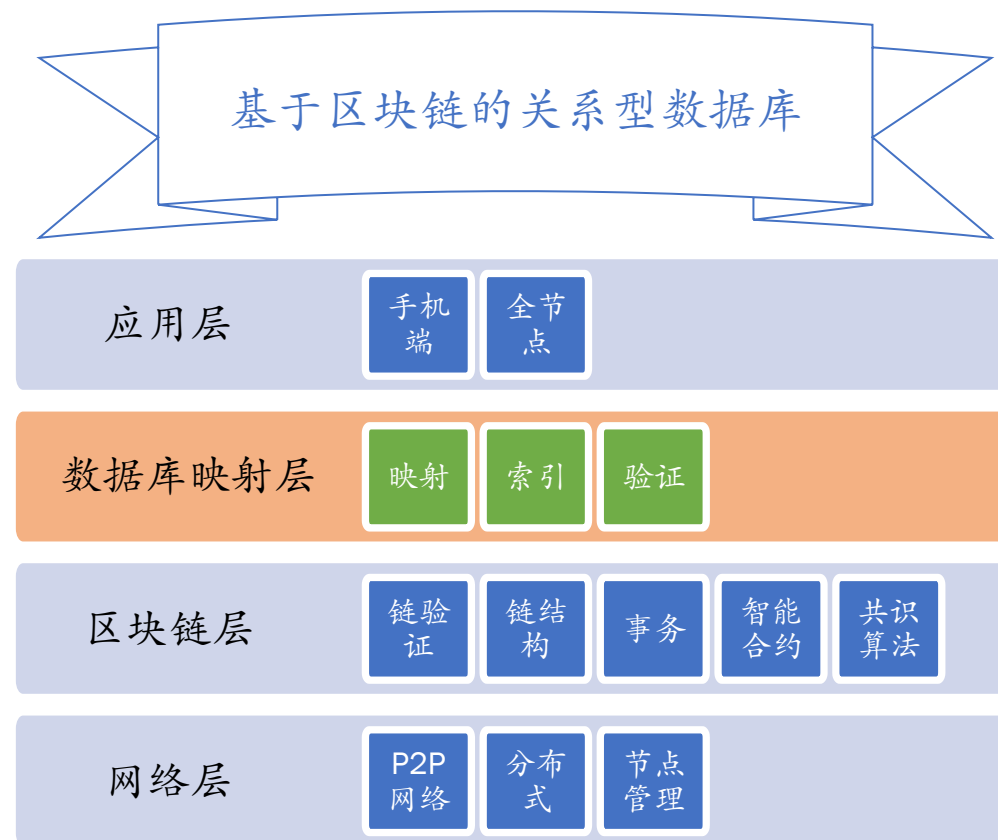 基于区块链的关系型数据库
应用层
手机
端
全节
点
数据库映射层
映射
索引
验证
区块链层
链验
证
链结
构
事务
智能
合约
共识
算法
网络层
P2P
网络
分布
式
节点
管理